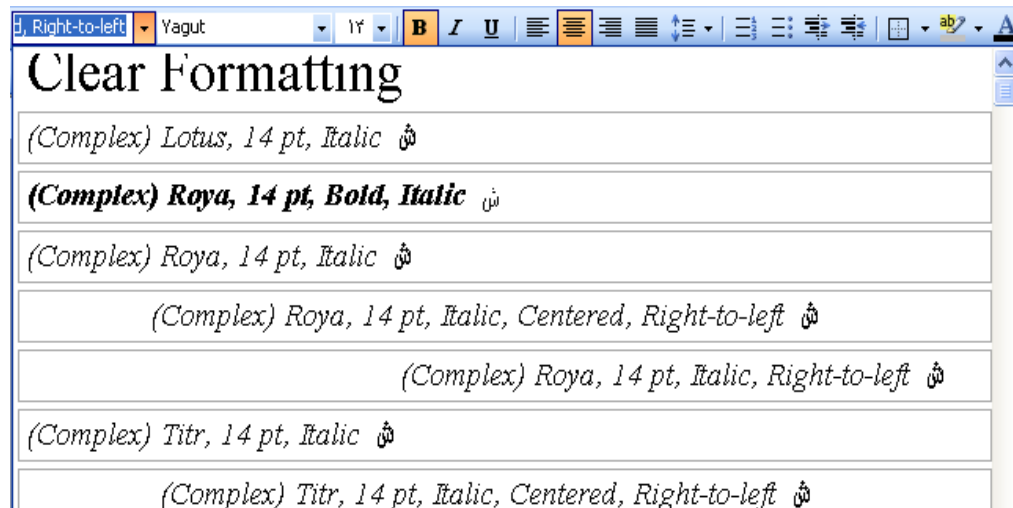 d, Right-to-left Yagut ۱۴ B I U ab A
Clear Formatting
(Complex) Lotus, 14 pt, Italic ش
(Complex) Roya, 14 pt, Bold, Italic ش
(Complex) Roya, 14 pt, Italic ش
(Complex) Roya, 14 pt, Italic, Centered, Right-to-left ش
(Complex) Roya, 14 pt, Italic, Right-to-left ش
(Complex) Titr, 14 pt, Italic ش
(Complex) Titr, 14 pt, Italic, Centered, Right-to-left ش